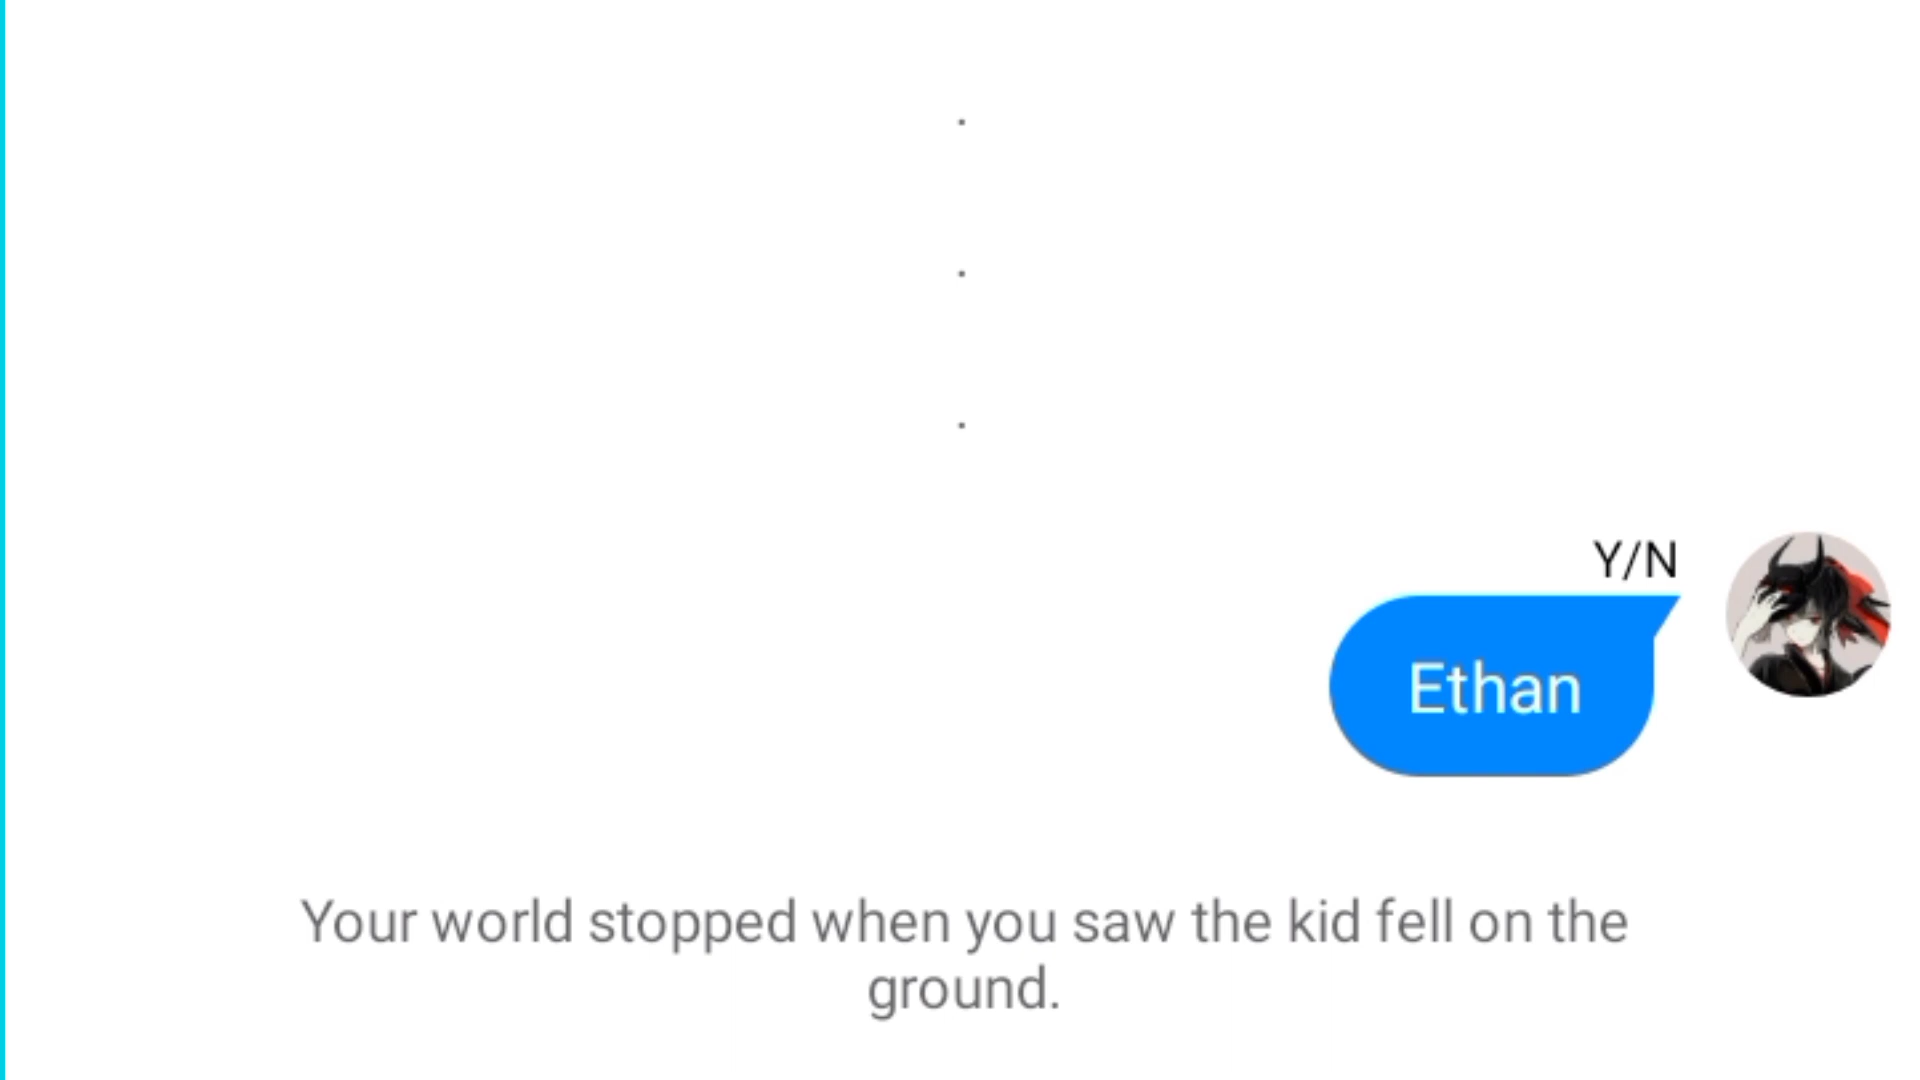 .
.
.
Y/N
Ethan
Your world stopped when you saw the kid fell on the
ground.